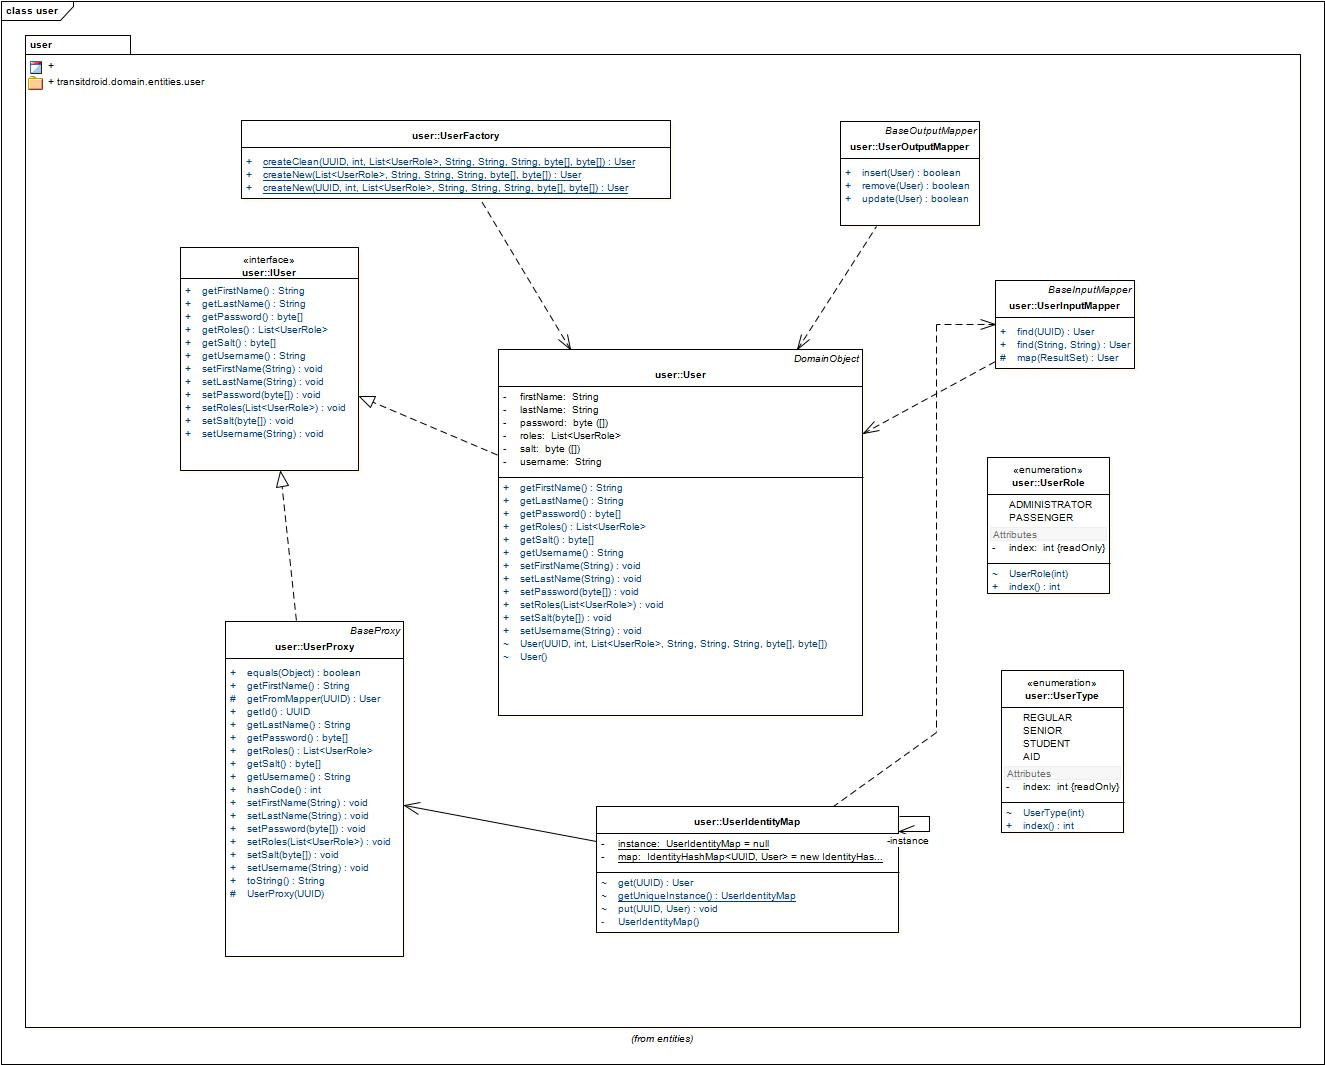 class user
user
+
+ transitdroid.domain.entities.user
user::UserFactory
+ createClean(UUID, int, List<UserRole>, String, String, String, byte[], byte[]) : User
+ createNew(List<UserRole>, String, String, String, byte[], byte[]) : User
+ createNew(UUID, int, List<UserRole>, String, String, String, byte[], byte[]) : User
BaseOutputMapper
user::UserOutputMapper
+ insert(User) : boolean
+ remove(User) : boolean
+ update(User) : boolean
«interface»
user::IUser
+ getFirstName() : String
+ getLastName() : String
+ getPassword() : byte[]
+ getRoles() : List<UserRole>
+ getSalt() : byte[]
+ getUsername() : String
+ setFirstName(String) : void
+ setLastName(String) : void
+ setPassword(byte[]) : void
+ setRoles(List<UserRole>) : void
+ setSalt(byte[]) : void
+ setUsername(String) : void
BaseInputMapper
user::UserInputMapper
+ find(UUID) : User
+ find(String, String) : User
# map(ResultSet) : User
DomainObject
user::User
- firstName: String
- lastName: String
- password: byte ([])
- roles: List<UserRole>
- salt: byte ([])
- username: String
+ getFirstName() : String
+ getLastName() : String
+ getPassword() : byte[]
+ getRoles() : List<UserRole>
+ getSalt() : byte[]
+ getUsername() : String
+ setFirstName(String) : void
+ setLastName(String) : void
+ setPassword(byte[]) : void
+ setRoles(List<UserRole>) : void
+ setSalt(byte[]) : void
+ setUsername(String) : void
~ User(UUID, int, List<UserRole>, String, String, String, byte[], byte[])
~ User()
«enumeration»
user::UserRole
ADMINISTRATOR
PASSENGER
Attributes
- index: int {readOnly}
~ UserRole(int)
+ index() : int
BaseProxy
user::UserProxy
+ equals(Object) : boolean
+ getFirstName() : String
# getFromMapper(UUID) : User
+ getId() : UUID
+ getLastName() : String
+ getPassword() : byte[]
+ getRoles() : List<UserRole>
+ getSalt() : byte[]
+ getUsername() : String
+ hashCode() : int
+ setFirstName(String) : void
+ setLastName(String) : void
+ setPassword(byte[]) : void
+ setRoles(List<UserRole>) : void
+ setSalt(byte[]) : void
+ setUsername(String) : void
+ toString() : String
# UserProxy(UUID)
«enumeration»
user::UserType
REGULAR
SENIOR
STUDENT
AID
Attributes
- index: int {readOnly}
~ UserType(int)
+ index() : int
user::UserIdentityMap
- instance: UserIdentityMap = null
- map: IdentityHashMap<UUID, User> = new IdentityHas...
~ get(UUID) : User
~ getUniqueInstance() : UserIdentityMap
~ put(UUID, User) : void
- UserIdentityMap()
-instance
(from entities)